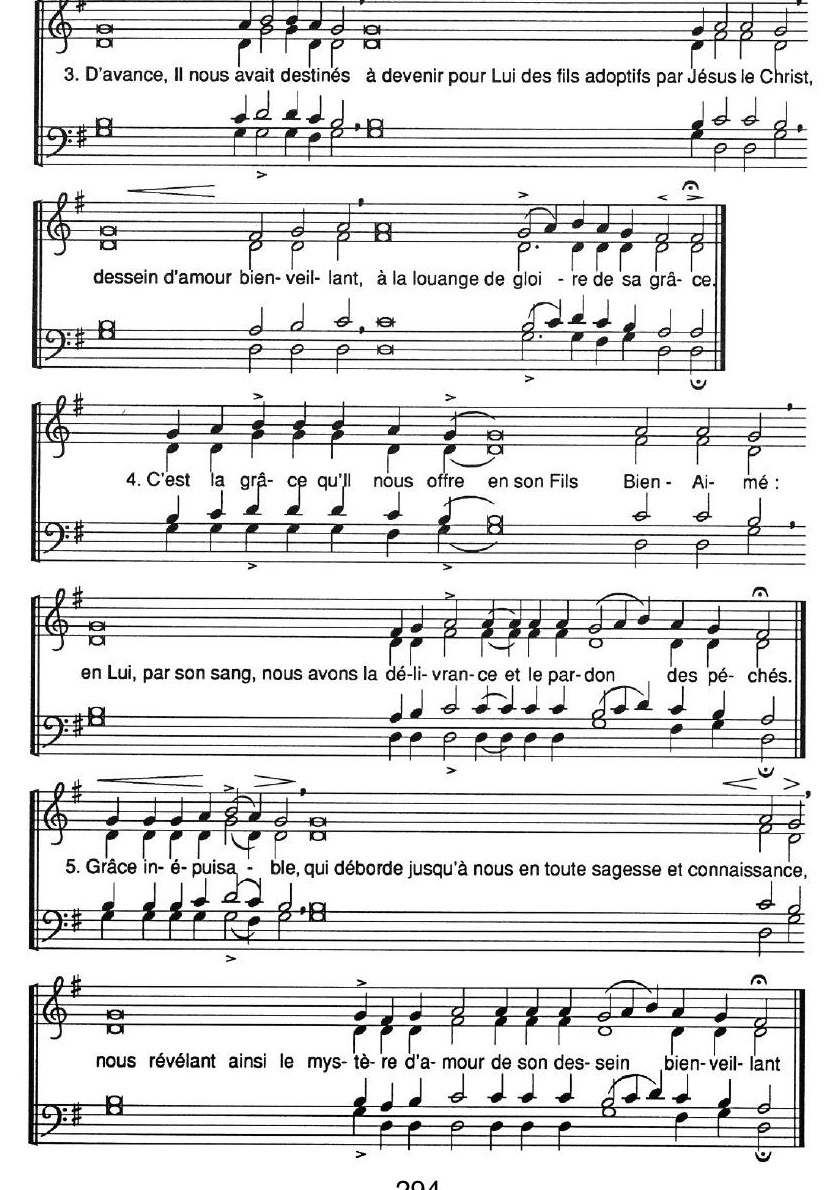 3. D'avance, Il nous avait destinés à devenir pour Lui des fils adoptifs par Jésus le Christ,
dessein d'amour bien- veil- lant, à la louange de gloi - re de sa grâ- ce.
4. C'est la grâ- ce qu'Il nous offre en son Fils Bien - Ai- mé :
en Lui, par son sang, nous avons la dé-li-vran-ce et le par-don des pé- chés.
5. Grâce in- é- puisa - ble, qui déborde jusqu'à nous en toute sagesse et connaissance,
nous révélant ainsi le mys- tè- re d'a- mour de son des- sein bien- veil- lant
294